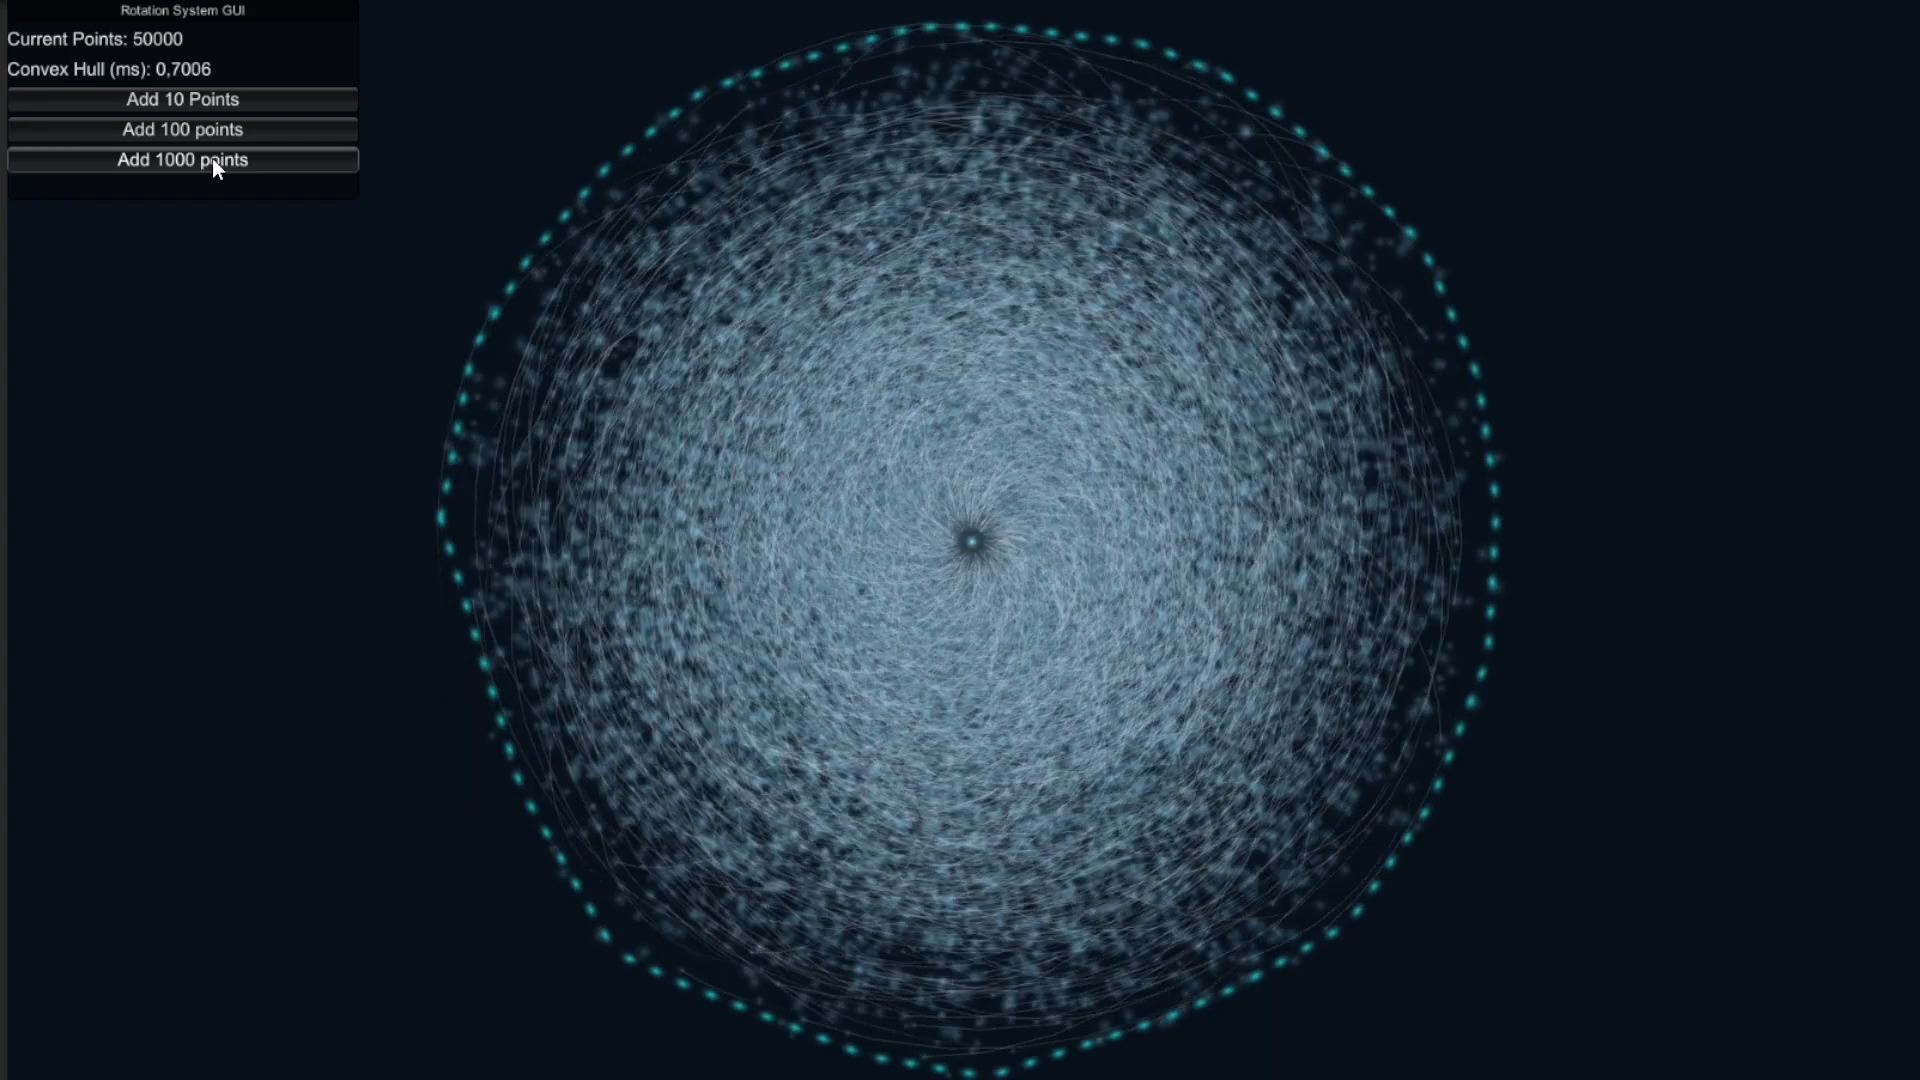 Rotation System GUI
Current Points: 50000
Convex Hull (ms): 0,7006
Add 10 Points
Add 100 points
Add 1000 points